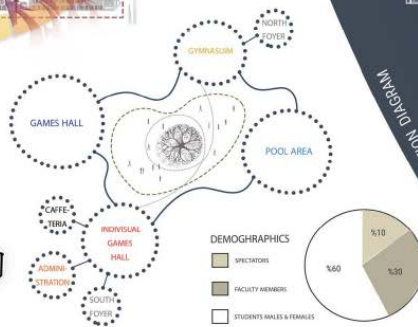 NORTH
FOYER
GYMNASUIM
GAMES HALL
POOL AREA
CAFFE-
TERIA
INDIVISUAL
GAMES
HALL
ADMINI-
STRATION
SOUTH
FOYER
DEMOGHRAPHICS
SPECTATORS
FACULTY MEMBERS
STUDENTS MALES & FEMALES
%10
%30
%60
ION DIAGRAM